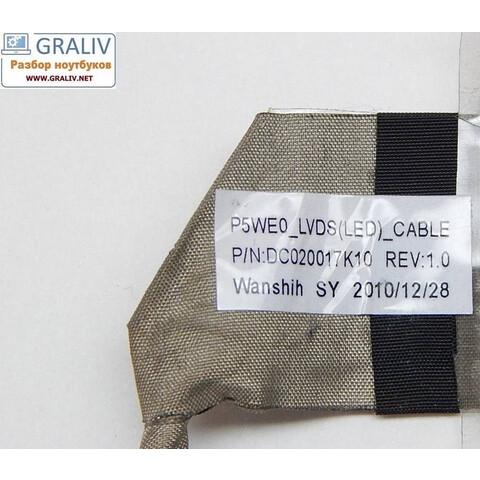 GRALIV
Разбор ноутбуков
www.GRALIV.NET
P5WE0_LVDS(LED)_CABLE
P/N:DC020017K10 REV:1.0
Wanshih SY 2010/12/28